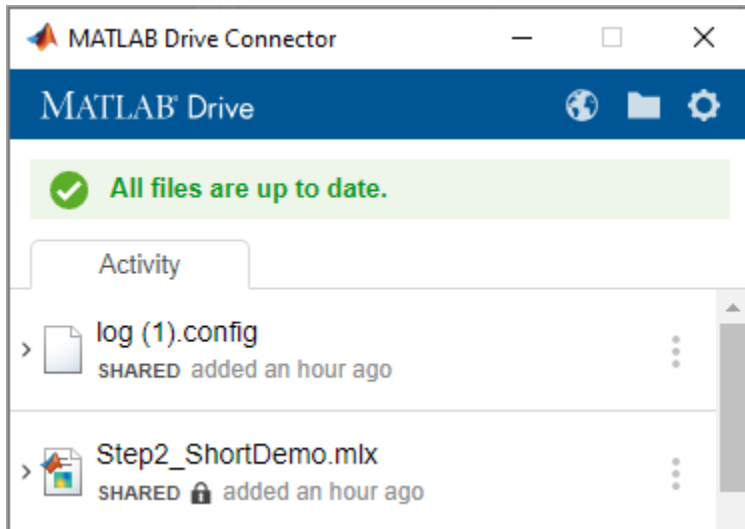 MATLAB Drive Connector
MATLAB® Drive
All files are up to date.
Activity
log (1).config
SHARED added an hour ago
Step2_ShortDemo.mlx
SHARED added an hour ago